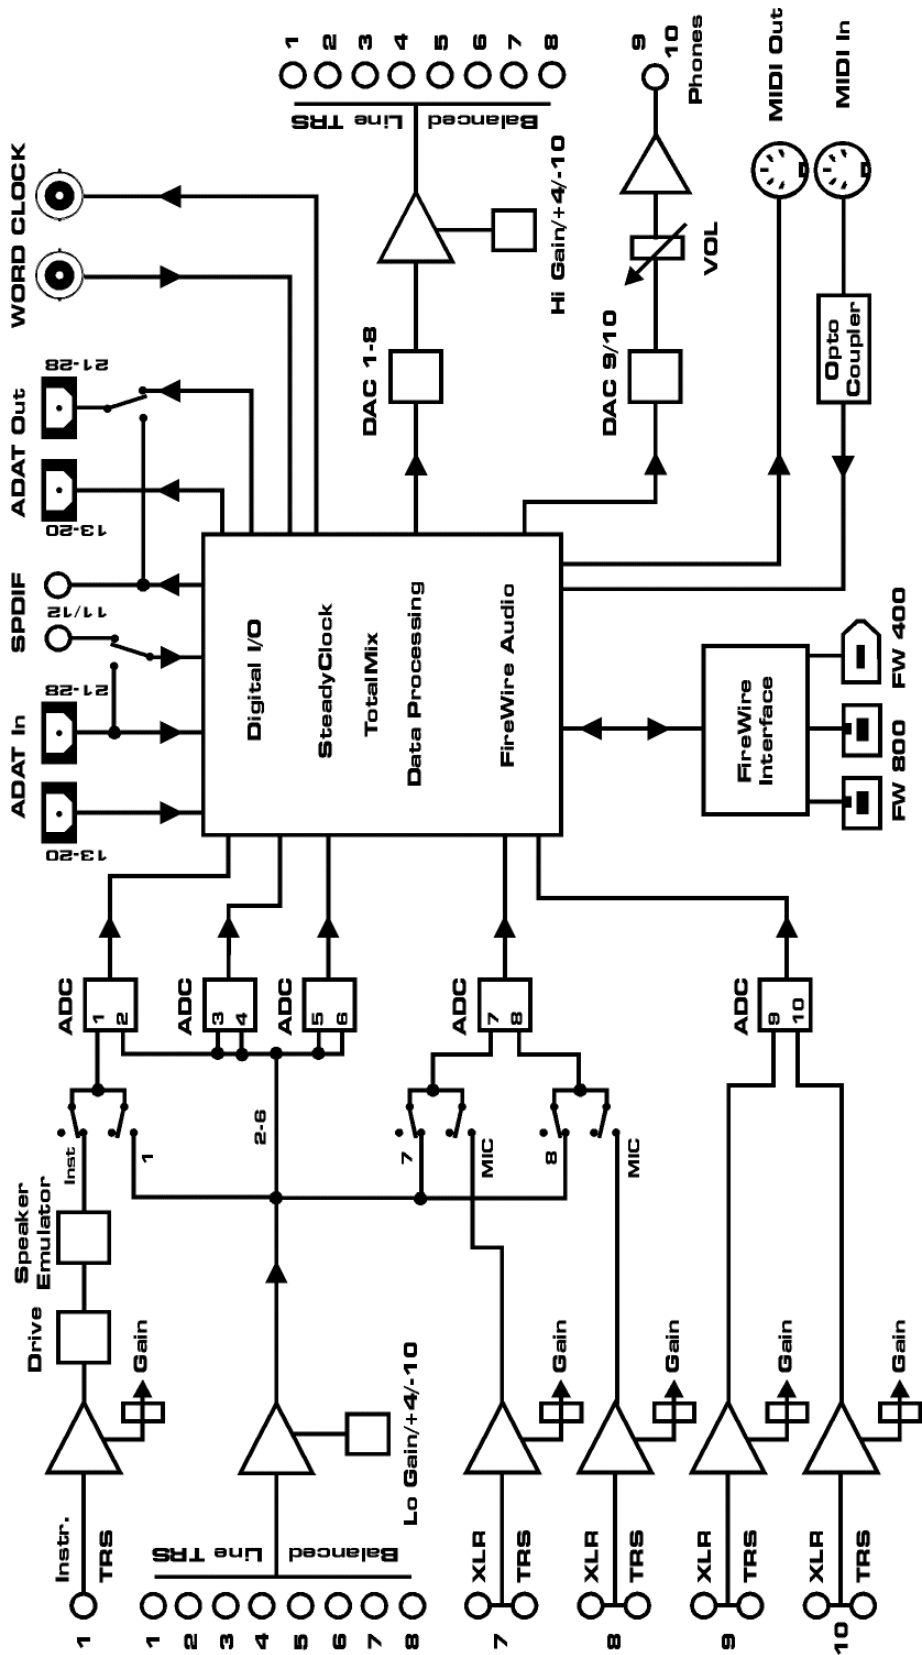 1
2
3
4
5
6
7
8
Balanced Line TRS
Hi Gain/+4/-10
DAC 1-8
9
10
Phones
VOL
DAC 9/10
MIDI Out
MIDI In
Opto
Coupler
WORD CLOCK
ADAT Out
21-28
13-20
SPDIF
11/12
ADAT In
21-28
13-20
Digital I/O
SteadyClock
TotalMix
Data Processing
FireWire Audio
FireWire
Interface
FW 400
FW 800
ADC
1
2
ADC
3
4
ADC
5
6
ADC
7
8
ADC
9
10
Inst
1
2-6
7
MIC
8
MIC
Speaker
Emulator
Drive
Gain
Lo Gain/+4/-10
Gain
Gain
Gain
Gain
Instr.
TRS
1
Balanced Line TRS
1
2
3
4
5
6
7
8
XLR
TRS
7
XLR
TRS
8
XLR
TRS
9
XLR
TRS
10